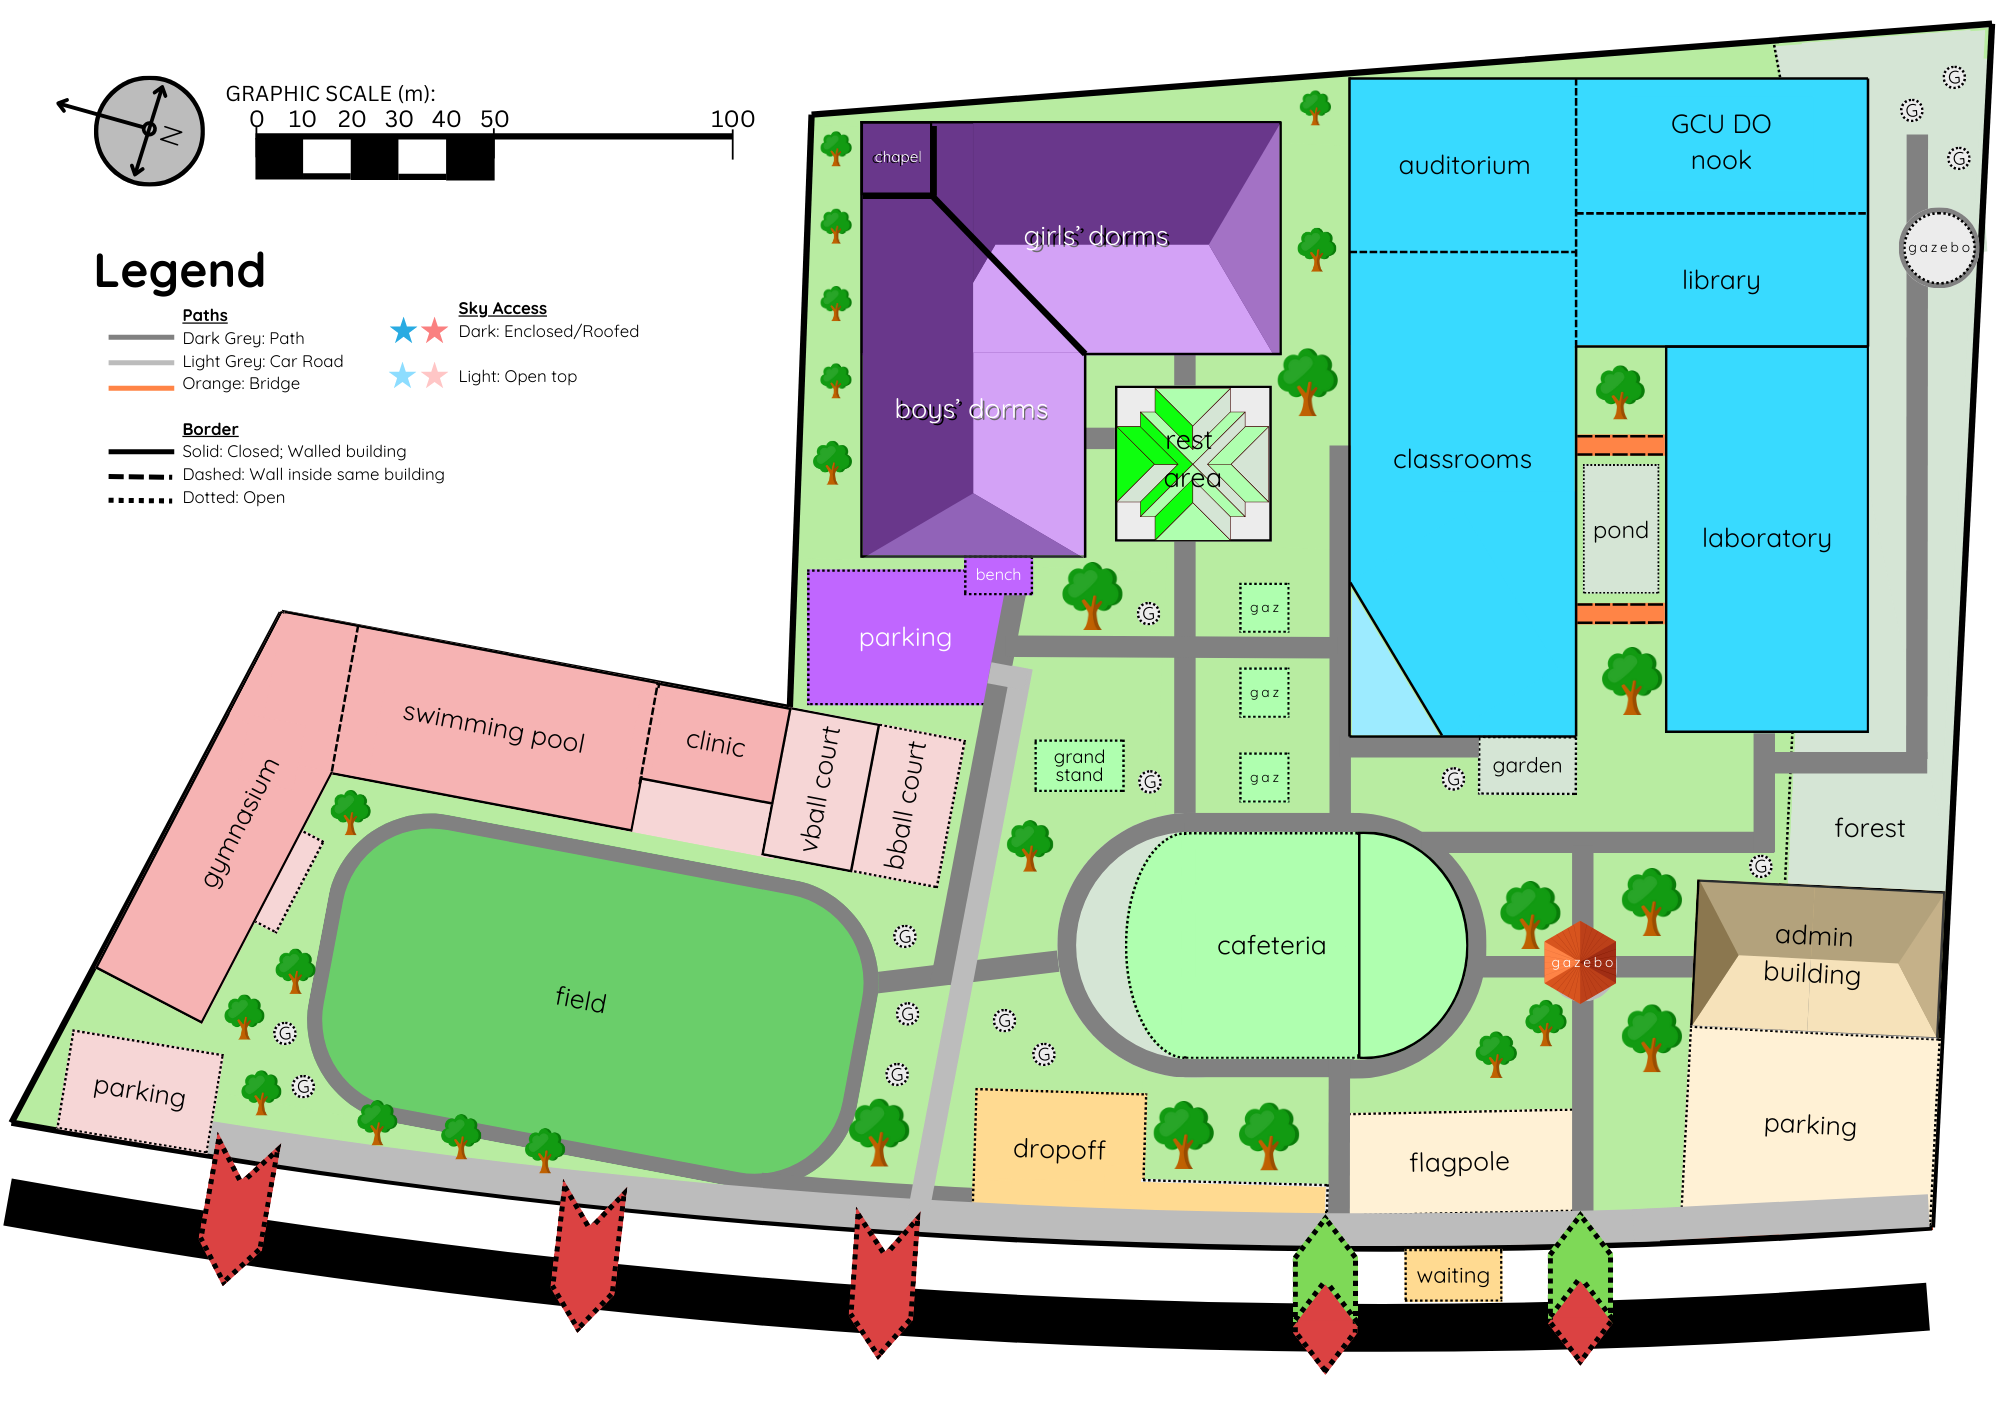 GRAPHIC SCALE (m):
0 10 20 30 40 50 100
N
Legend
Paths
Dark Grey: Path
Light Grey: Car Road
Orange: Bridge
Sky Access
Dark: Enclosed/Roofed
Light: Open top
Border
Solid: Closed; Walled building
Dashed: Wall inside same building
Dotted: Open
chapel
girls' dorms
boys' dorms
rest
area
bench
parking
auditorium
GCU DO
nook
library
classrooms
pond
laboratory
G
G
G
gazebo
G
gaz
gaz
gaz
grand
stand
G
G
garden
forest
G
swimming pool
clinic
vball court
bball court
gymnasium
field
parking
G
G
G
G
G
G
G
cafeteria
gazebo
admin
building
parking
dropoff
flagpole
waiting